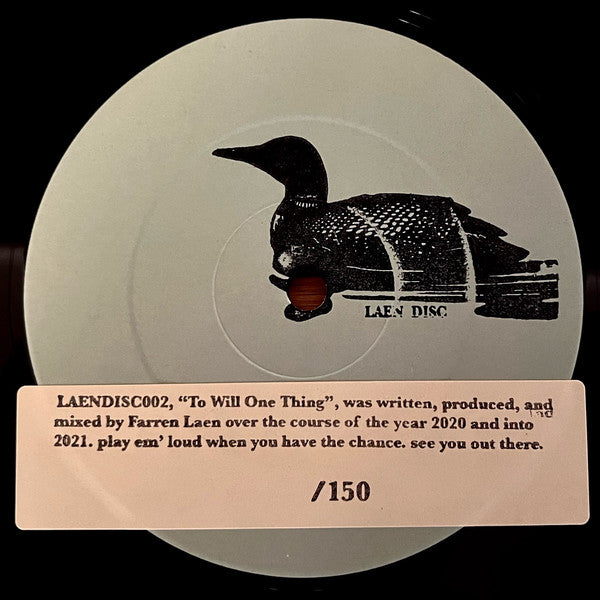 LAEN DISC
LAENDISC002, “To Will One Thing”, was written, produced, and
mixed by Farren Laen over the course of the year 2020 and into
2021. play em’ loud when you have the chance. see you out there.
/150